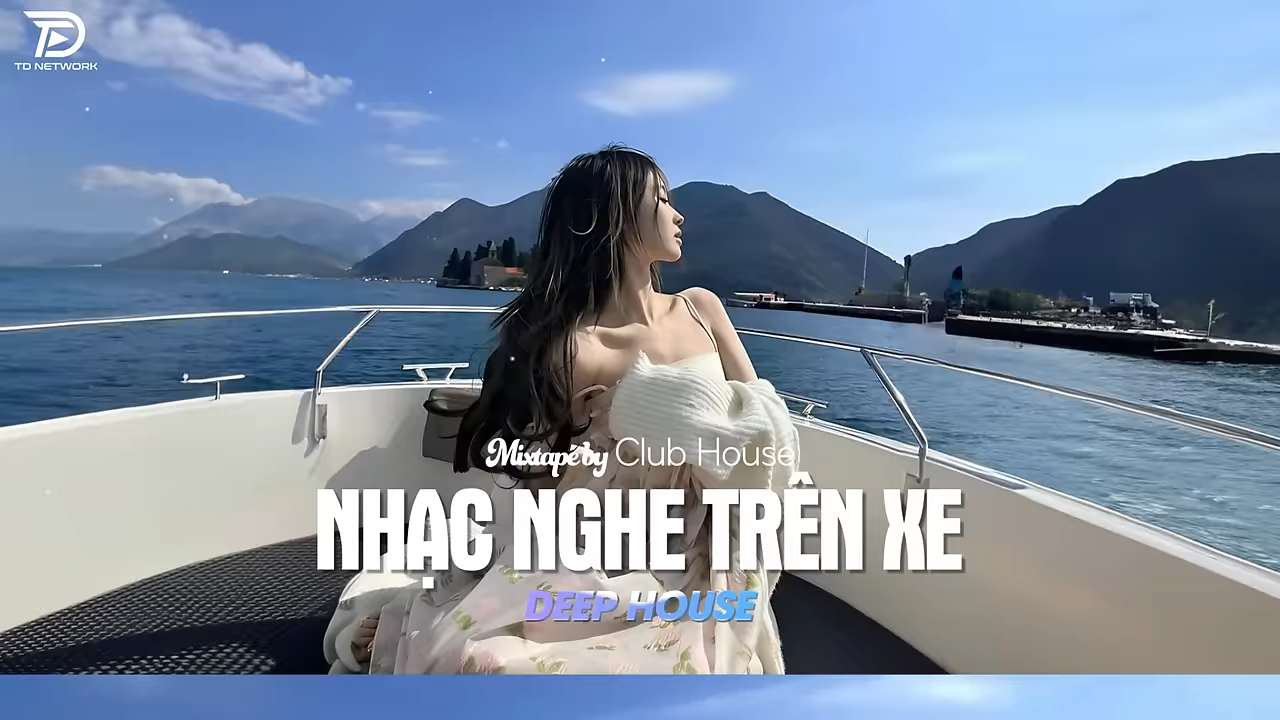 TD NETWORK
Mixtape by Club House
NHẠC NGHE TRÊN XE
DEEP HOUSE